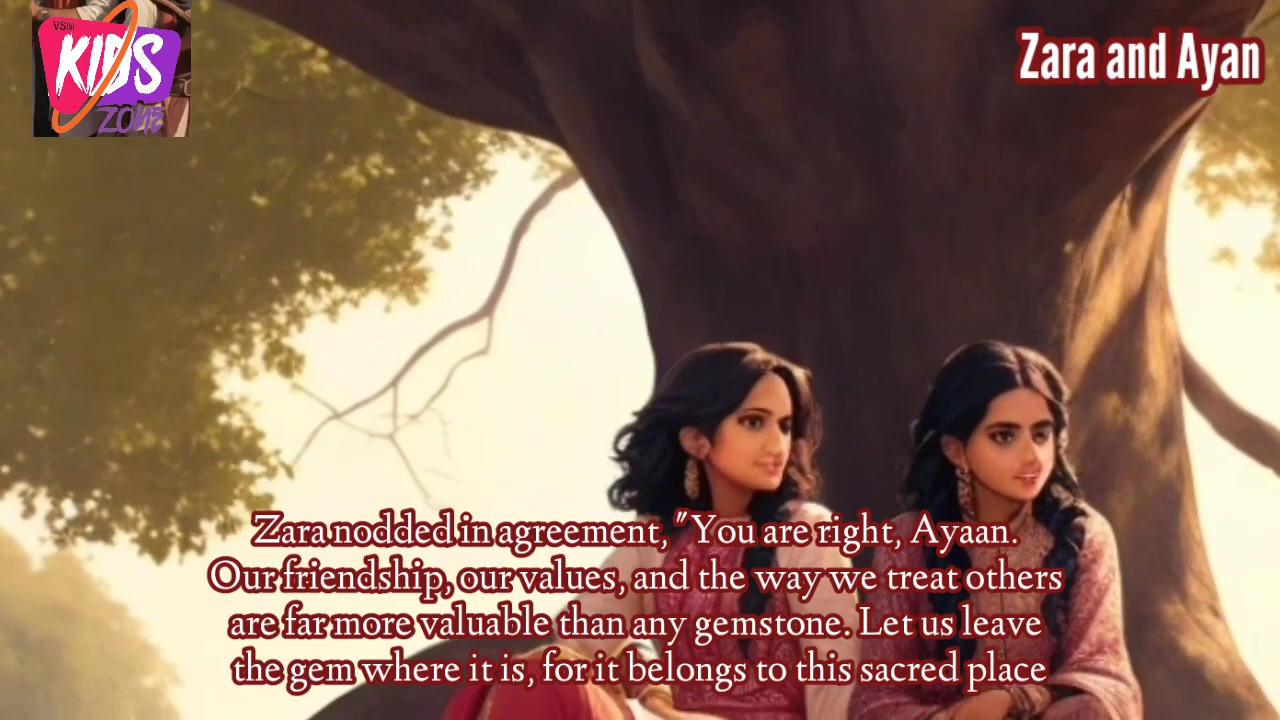 VSM
KIDS
ZONE
Zara and Ayan
Zara nodded in agreement, "You are right, Ayaan.
Our friendship, our values, and the way we treat others
are far more valuable than any gemstone. Let us leave
the gem where it is, for it belongs to this sacred place